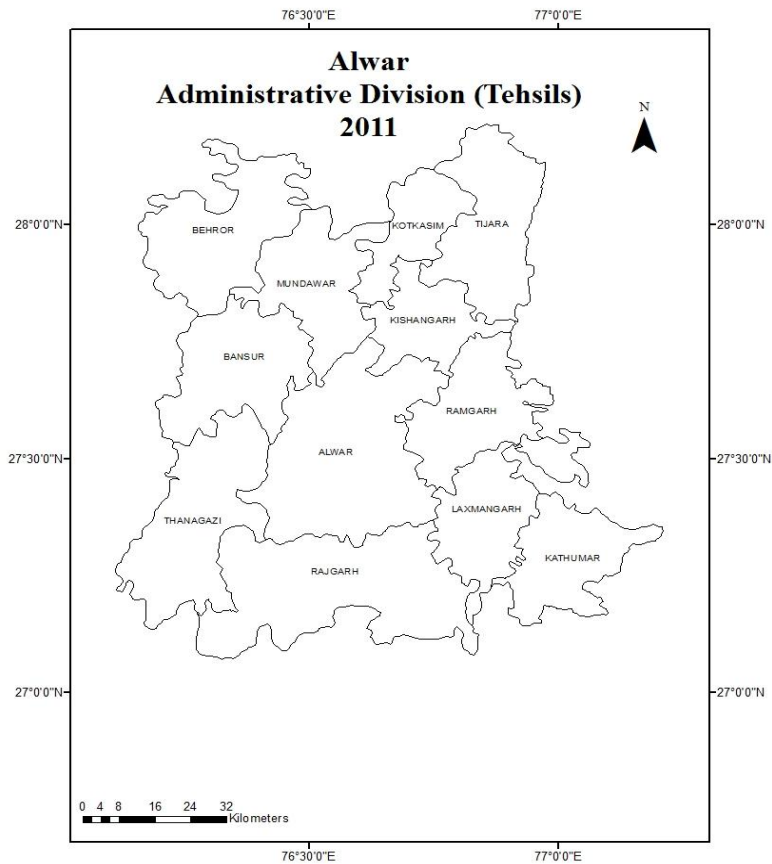 76°30'0"E
77°0'0"E
Alwar
Administrative Division (Tehsils)
2011
N
28°0'0"N
28°0'0"N
BEHROR
KOTKASIM
TIJARA
MUNDAWAR
KISHANGARH
BANSUR
RAMGARH
ALWAR
27°30'0"N
27°30'0"N
LAXMANGARH
THANAGAZI
KATHUMAR
RAJGARH
27°0'0"N
27°0'0"N
0 4 8 16 24 32
Kilometers
76°30'0"E
77°0'0"E